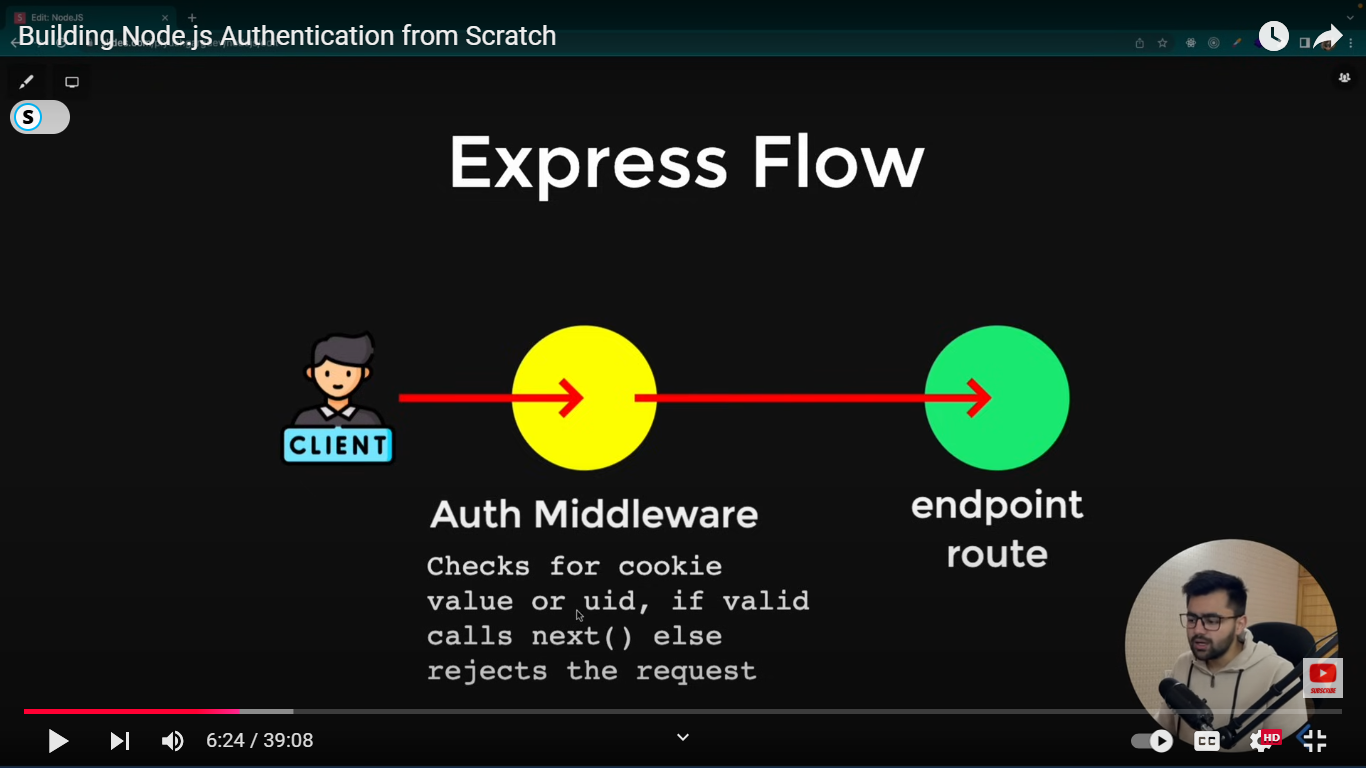 Edit: NodeJS
Building Node.js Authentication from Scratch
S
Express Flow
CLIENT
Auth Middleware
Checks for cookie
value or uid, if valid
calls next() else
rejects the request
endpoint
route
SUBSCRIBE
6:24 / 39:08
CC
HD